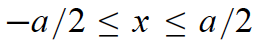 −a/2 ≤ x ≤ a/2